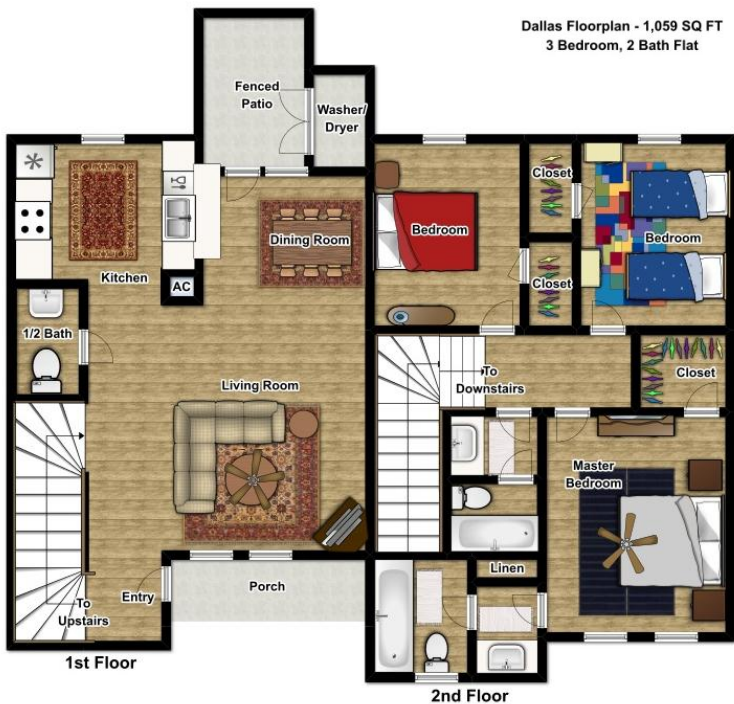 Dallas Floorplan - 1,059 SQ FT
3 Bedroom, 2 Bath Flat
Fenced
Patio
Washer/
Dryer
Kitchen
Dining Room
AC
1/2 Bath
Living Room
To
Upstairs
Entry
Porch
1st Floor
Bedroom
Closet
Closet
Bedroom
To
Downstairs
Closet
Master
Bedroom
Linen
2nd Floor